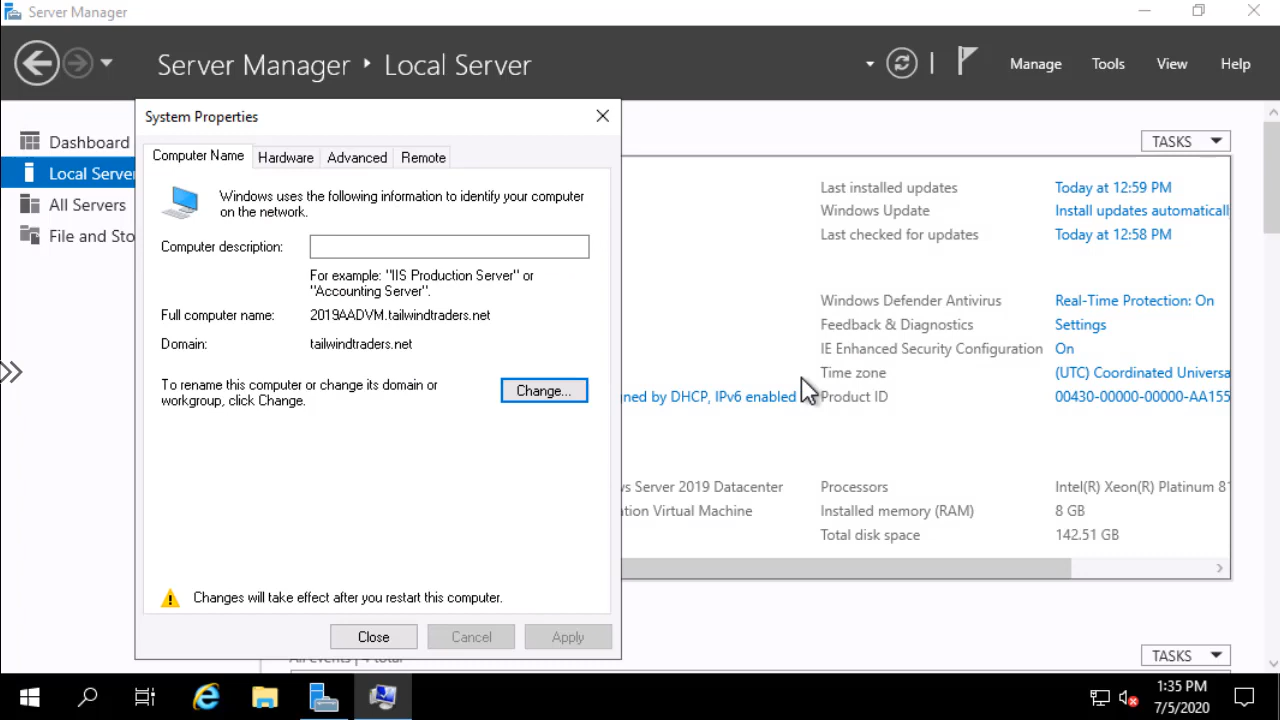 Server Manager
Server Manager ‣ Local Server
Manage Tools View Help
Dashboard
Local Server
All Servers
File and Sto
System Properties
Computer Name Hardware Advanced Remote
Windows uses the following information to identify your computer
on the network.
Computer description:
For example: "IIS Production Server" or
"Accounting Server".
Full computer name: 2019AADVM.tailwindtraders.net
Domain: tailwindtraders.net
To rename this computer or change its domain or
workgroup, click Change.
Change...
Changes will take effect after you restart this computer.
Close Cancel Apply
TASKS
Last installed updates Today at 12:59 PM
Windows Update Install updates automaticall
Last checked for updates Today at 12:58 PM
Windows Defender Antivirus Real-Time Protection: On
Feedback & Diagnostics Settings
IE Enhanced Security Configuration On
Time zone (UTC) Coordinated Universa
ned by DHCP, IPv6 enabled Product ID 00430-00000-00000-AA155
vs Server 2019 Datacenter Processors Intel(R) Xeon(R) Platinum 81
ation Virtual Machine Installed memory (RAM) 8 GB
Total disk space 142.51 GB
All events | 4 total
TASKS
1:35 PM
7/5/2020